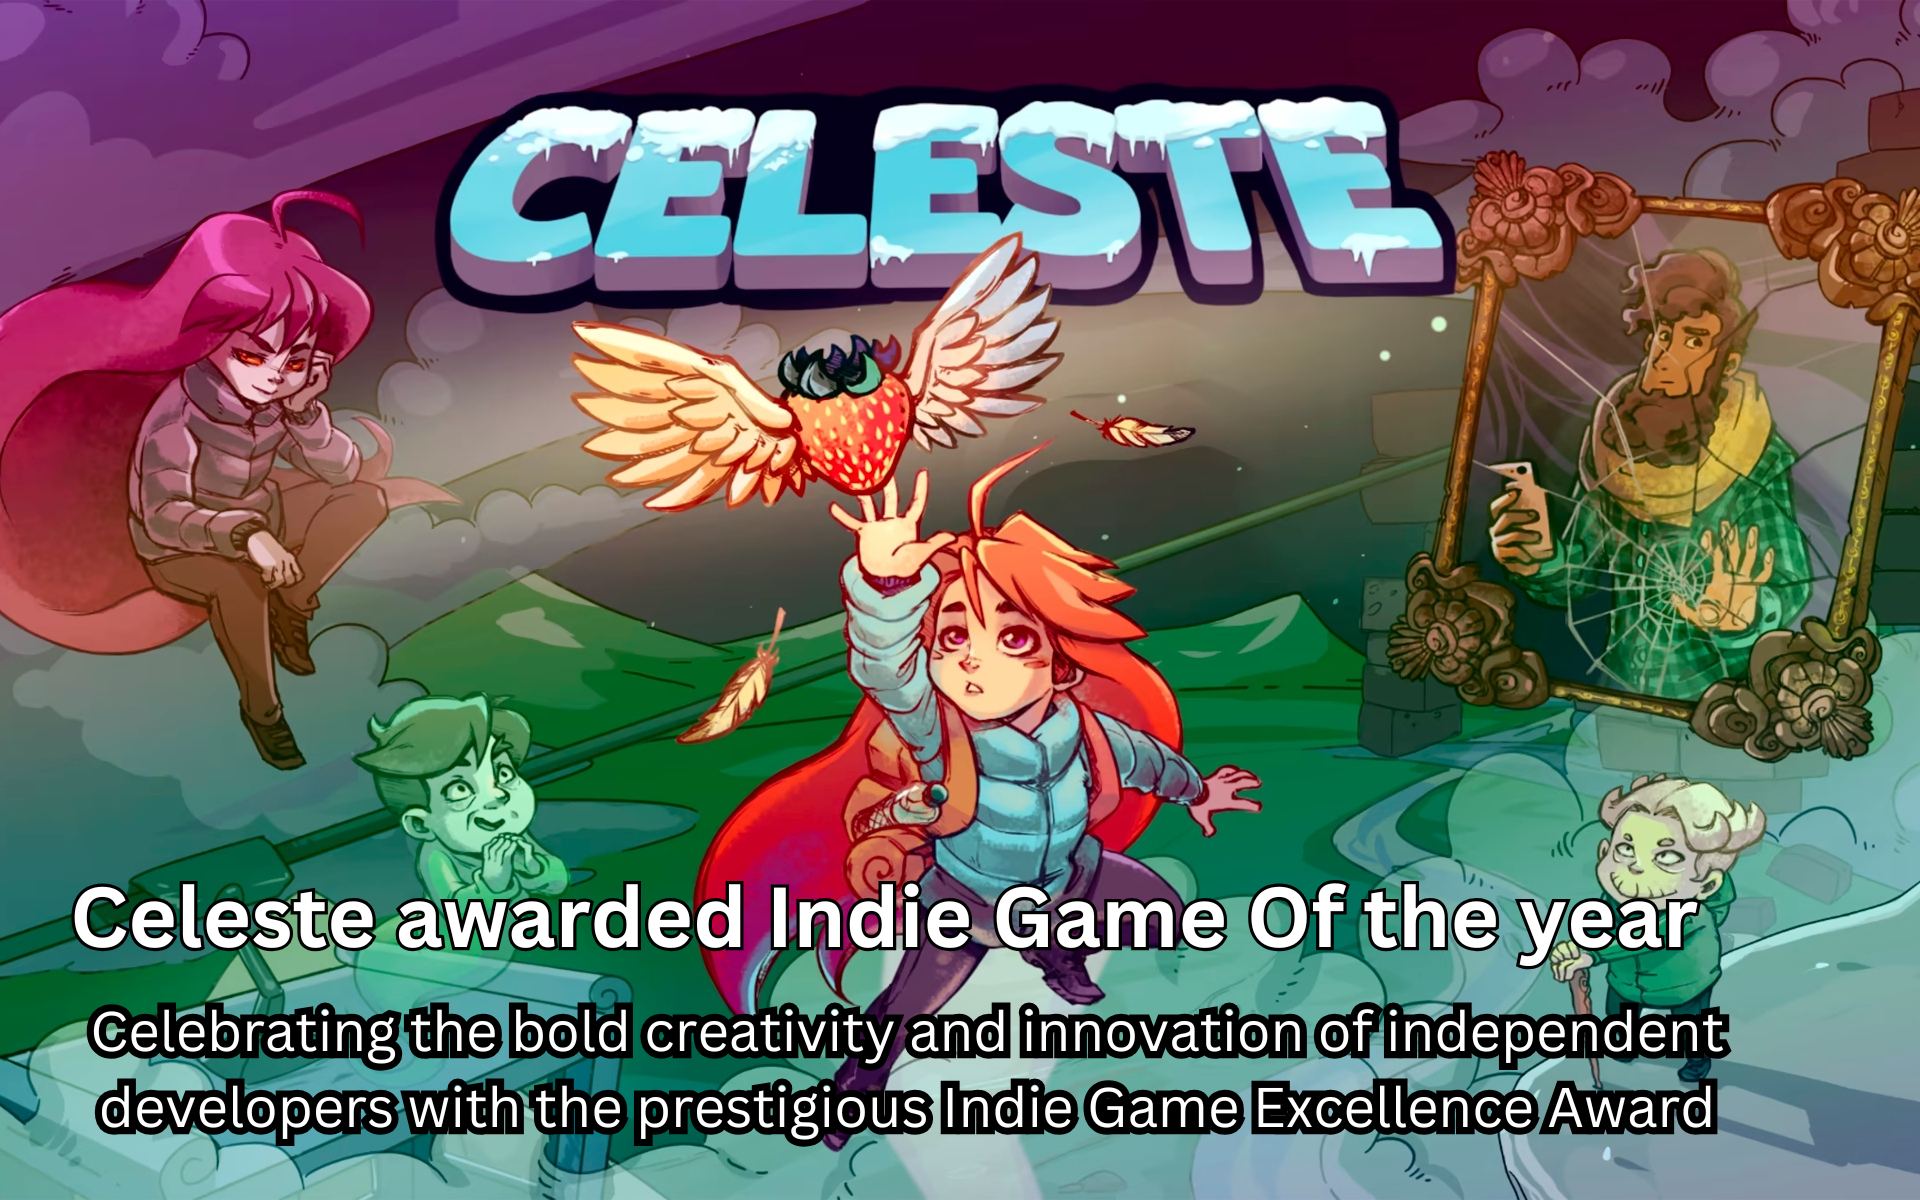 CELESTE
Celeste awarded Indie Game Of the year
Celebrating the bold creativity and innovation of independent
developers with the prestigious Indie Game Excellence Award